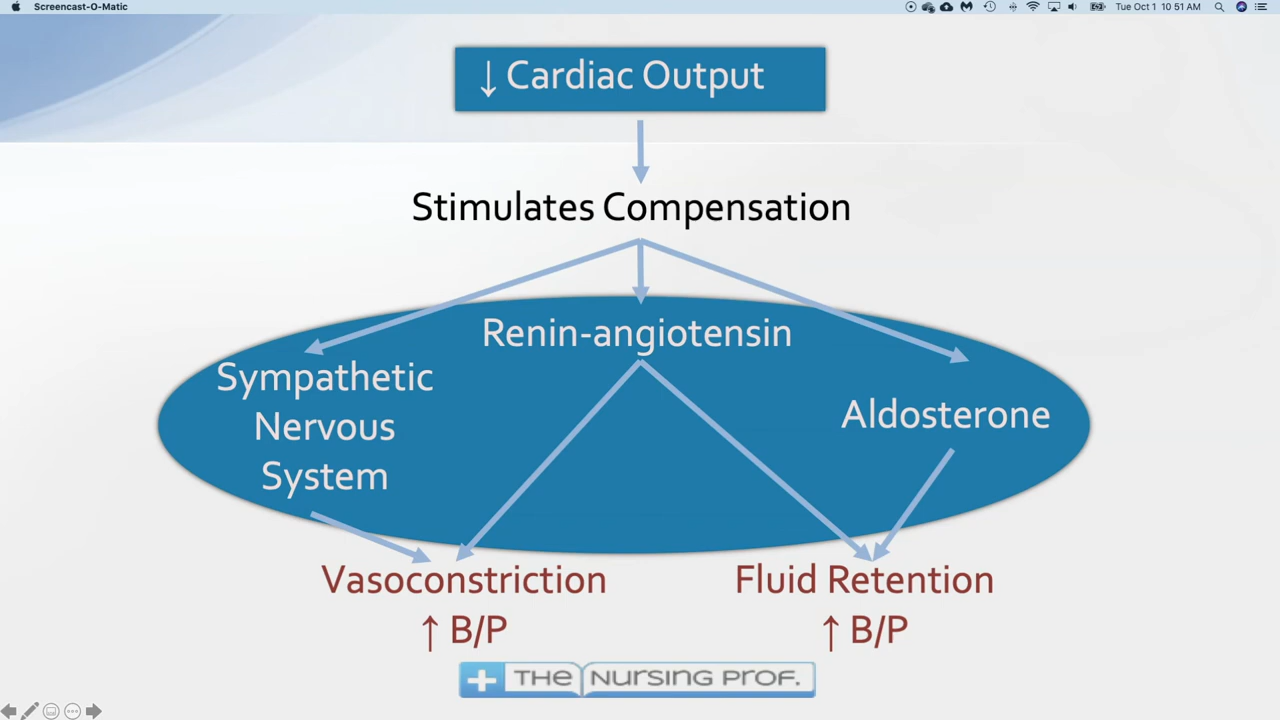 Screencast-O-Matic
Tue Oct 1 10:51 AM
↓ Cardiac Output
Stimulates Compensation
Renin-angiotensin
Sympathetic
Nervous
System
Aldosterone
Vasoconstriction
↑ B/P
Fluid Retention
↑ B/P
THE NURSING PROF.